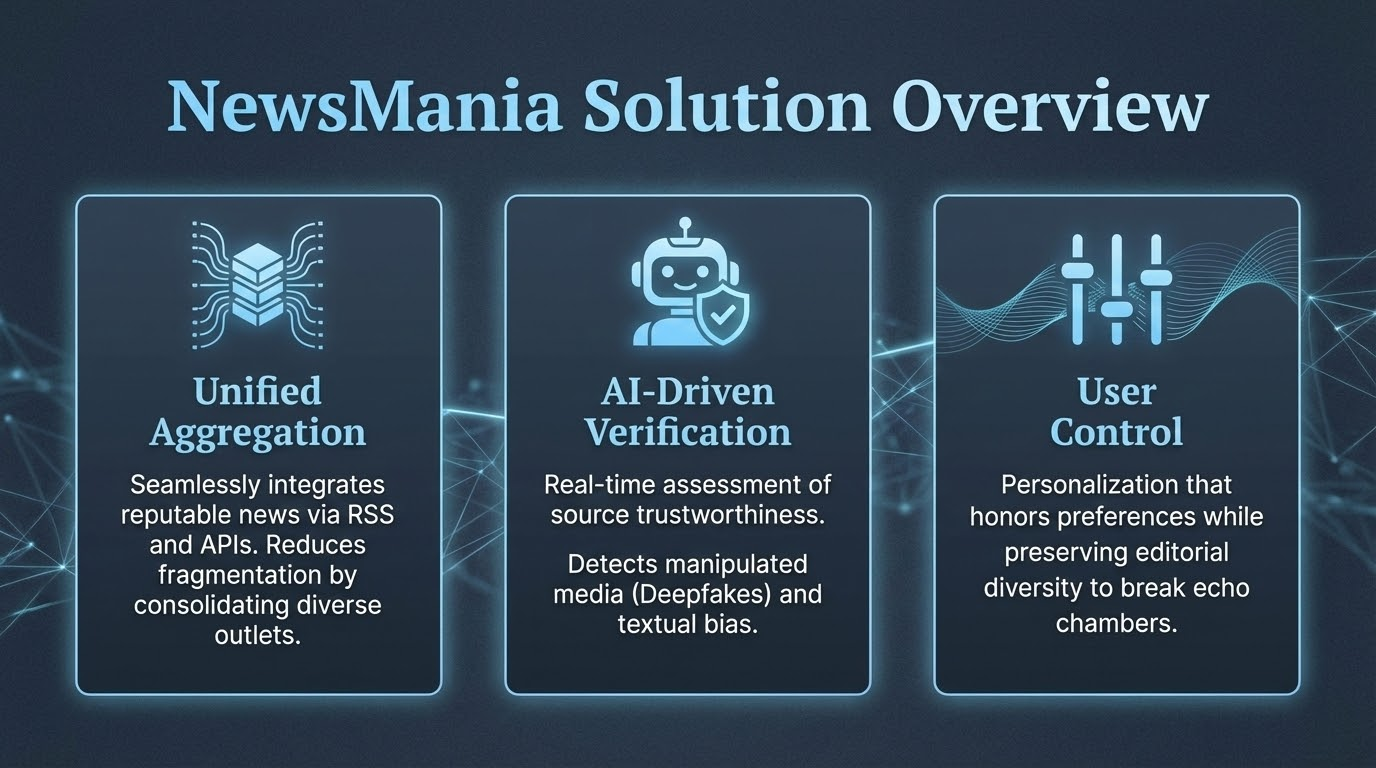 NewsMania Solution Overview
Unified
Aggregation
Seamlessly integrates
reputable news via RSS
and APIs. Reduces
fragmentation by
consolidating diverse
outlets.
AI-Driven
Verification
Real-time assessment of
source trustworthiness.
Detects manipulated
media (Deepfakes) and
textual bias.
User
Control
Personalization that
honors preferences while
preserving editorial
diversity to break echo
chambers.